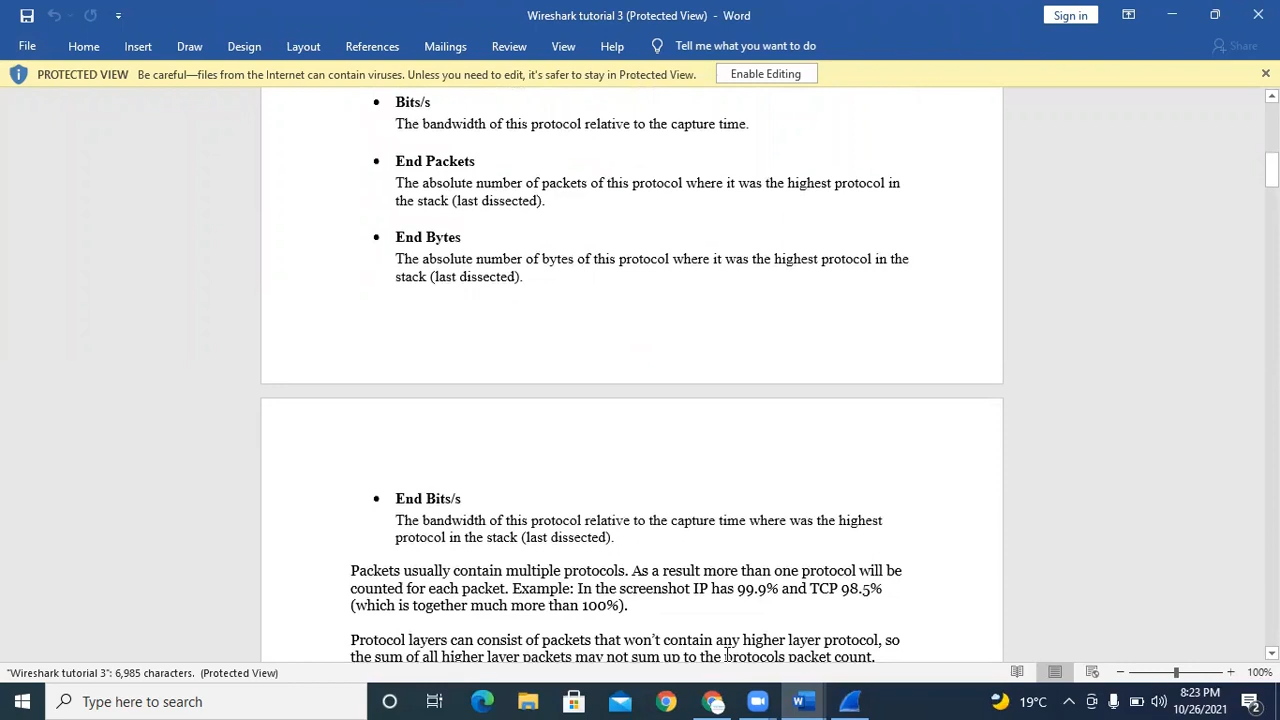 Wireshark tutorial 3 (Protected View) - Word
Sign in
File Home Insert Draw Design Layout References Mailings Review View Help Tell me what you want to do Share
PROTECTED VIEW Be careful—files from the Internet can contain viruses. Unless you need to edit, it's safer to stay in Protected View. Enable Editing
• Bits/s
The bandwidth of this protocol relative to the capture time.
• End Packets
The absolute number of packets of this protocol where it was the highest protocol in
the stack (last dissected).
• End Bytes
The absolute number of bytes of this protocol where it was the highest protocol in the
stack (last dissected).
• End Bits/s
The bandwidth of this protocol relative to the capture time where was the highest
protocol in the stack (last dissected).
Packets usually contain multiple protocols. As a result more than one protocol will be
counted for each packet. Example: In the screenshot IP has 99.9% and TCP 98.5%
(which is together much more than 100%).
Protocol layers can consist of packets that won't contain any higher layer protocol, so
the sum of all higher layer packets may not sum up to the protocols packet count.
"Wireshark tutorial 3": 6,985 characters. (Protected View)
100%
Type here to search
19°C
8:23 PM
10/26/2021
2